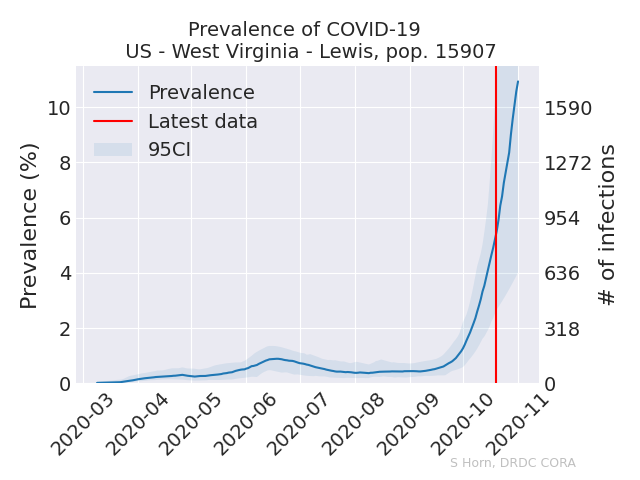 Prevalence of COVID-19
US - West Virginia - Lewis, pop. 15907
Prevalence
Latest data
95CI
Prevalence (%)
10
8
6
4
2
0
1590
1272
954
636
318
0
# of infections
2020-03
2020-04
2020-05
2020-06
2020-07
2020-08
2020-09
2020-10
2020-11
S Horn, DRDC CORA